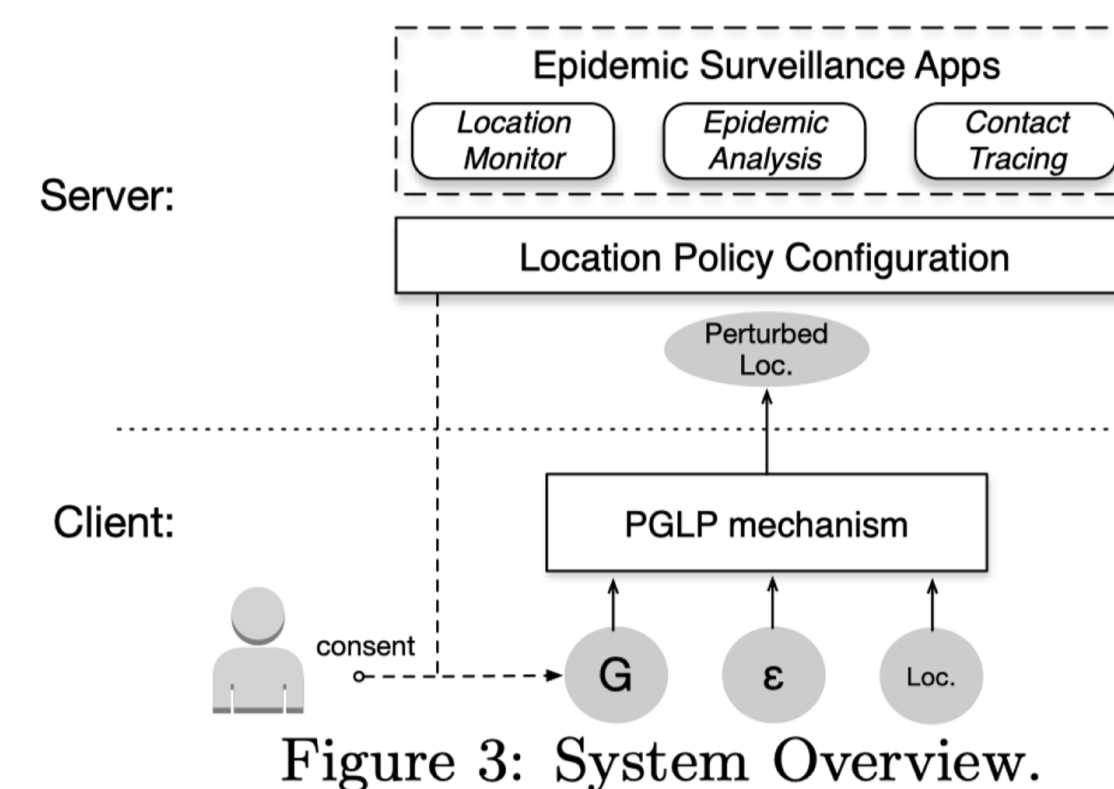 Epidemic Surveillance Apps
Location
Monitor
Epidemic
Analysis
Contact
Tracing
Server:
Location Policy Configuration
Perturbed
Loc.
Client:
PGLP mechanism
consent
G
ε
Loc.
Figure 3: System Overview.